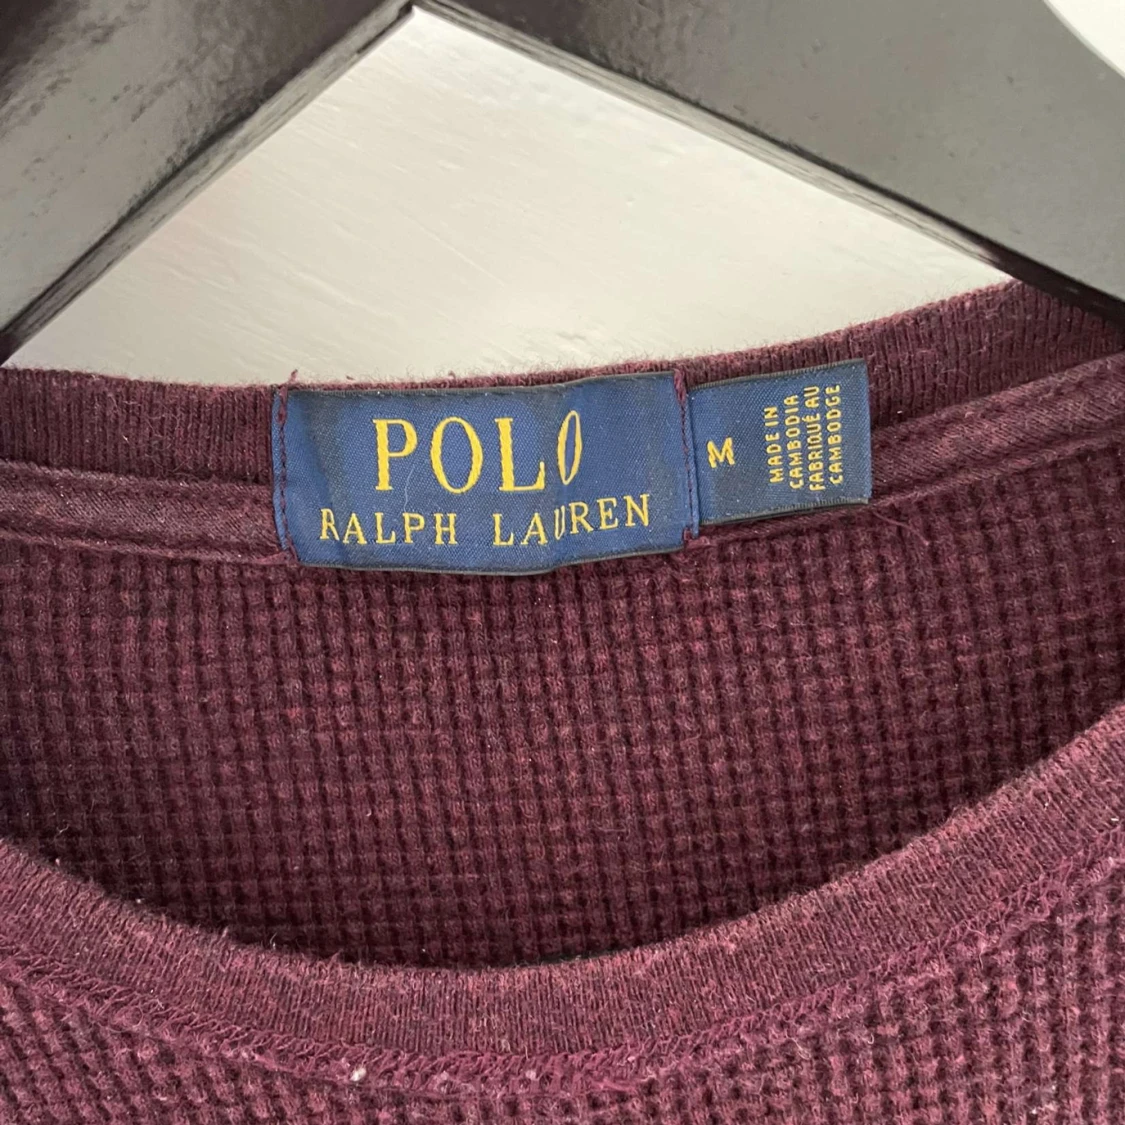 POLO
RALPH LAUREN
M
MADE IN
CAMBODIA
FABRIQUÉ AU
CAMBODGE